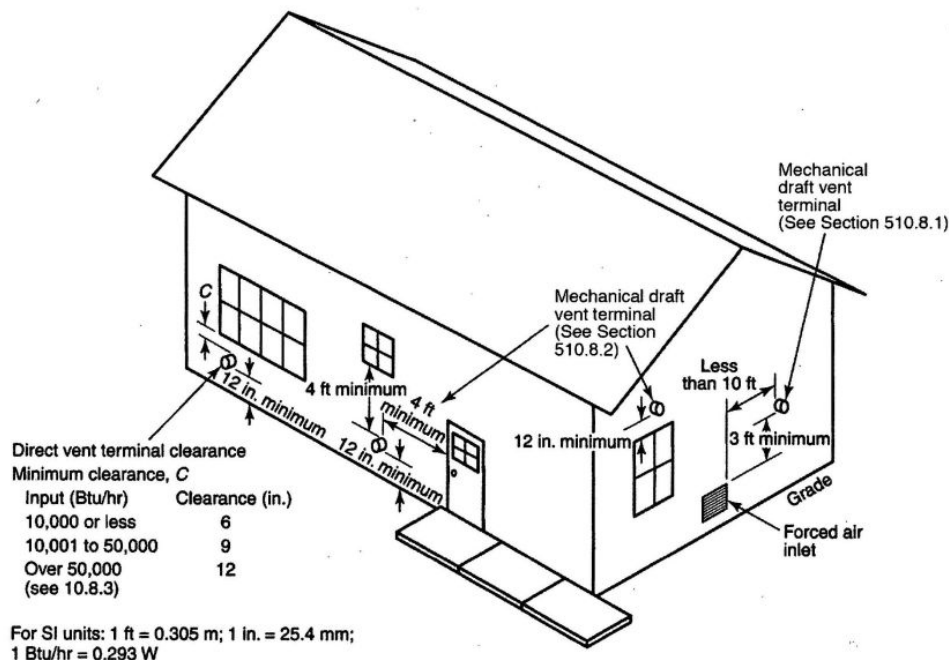 Mechanical
draft vent
terminal
(See Section 510.8.1)
Mechanical draft
vent terminal
(See Section
510.8.2)
C
Less
than 10 ft
4 ft minimum
4 ft
minimum
12 in. minimum
12 in. minimum
3 ft minimum
12 in. minimum
Grade
Forced air
inlet
Direct vent terminal clearance
Minimum clearance, C
Input (Btu/hr) Clearance (in.)
10,000 or less 6
10,001 to 50,000 9
Over 50,000 12
(see 10.8.3)
For SI units: 1 ft = 0.305 m; 1 in. = 25.4 mm;
1 Btu/hr = 0.293 W